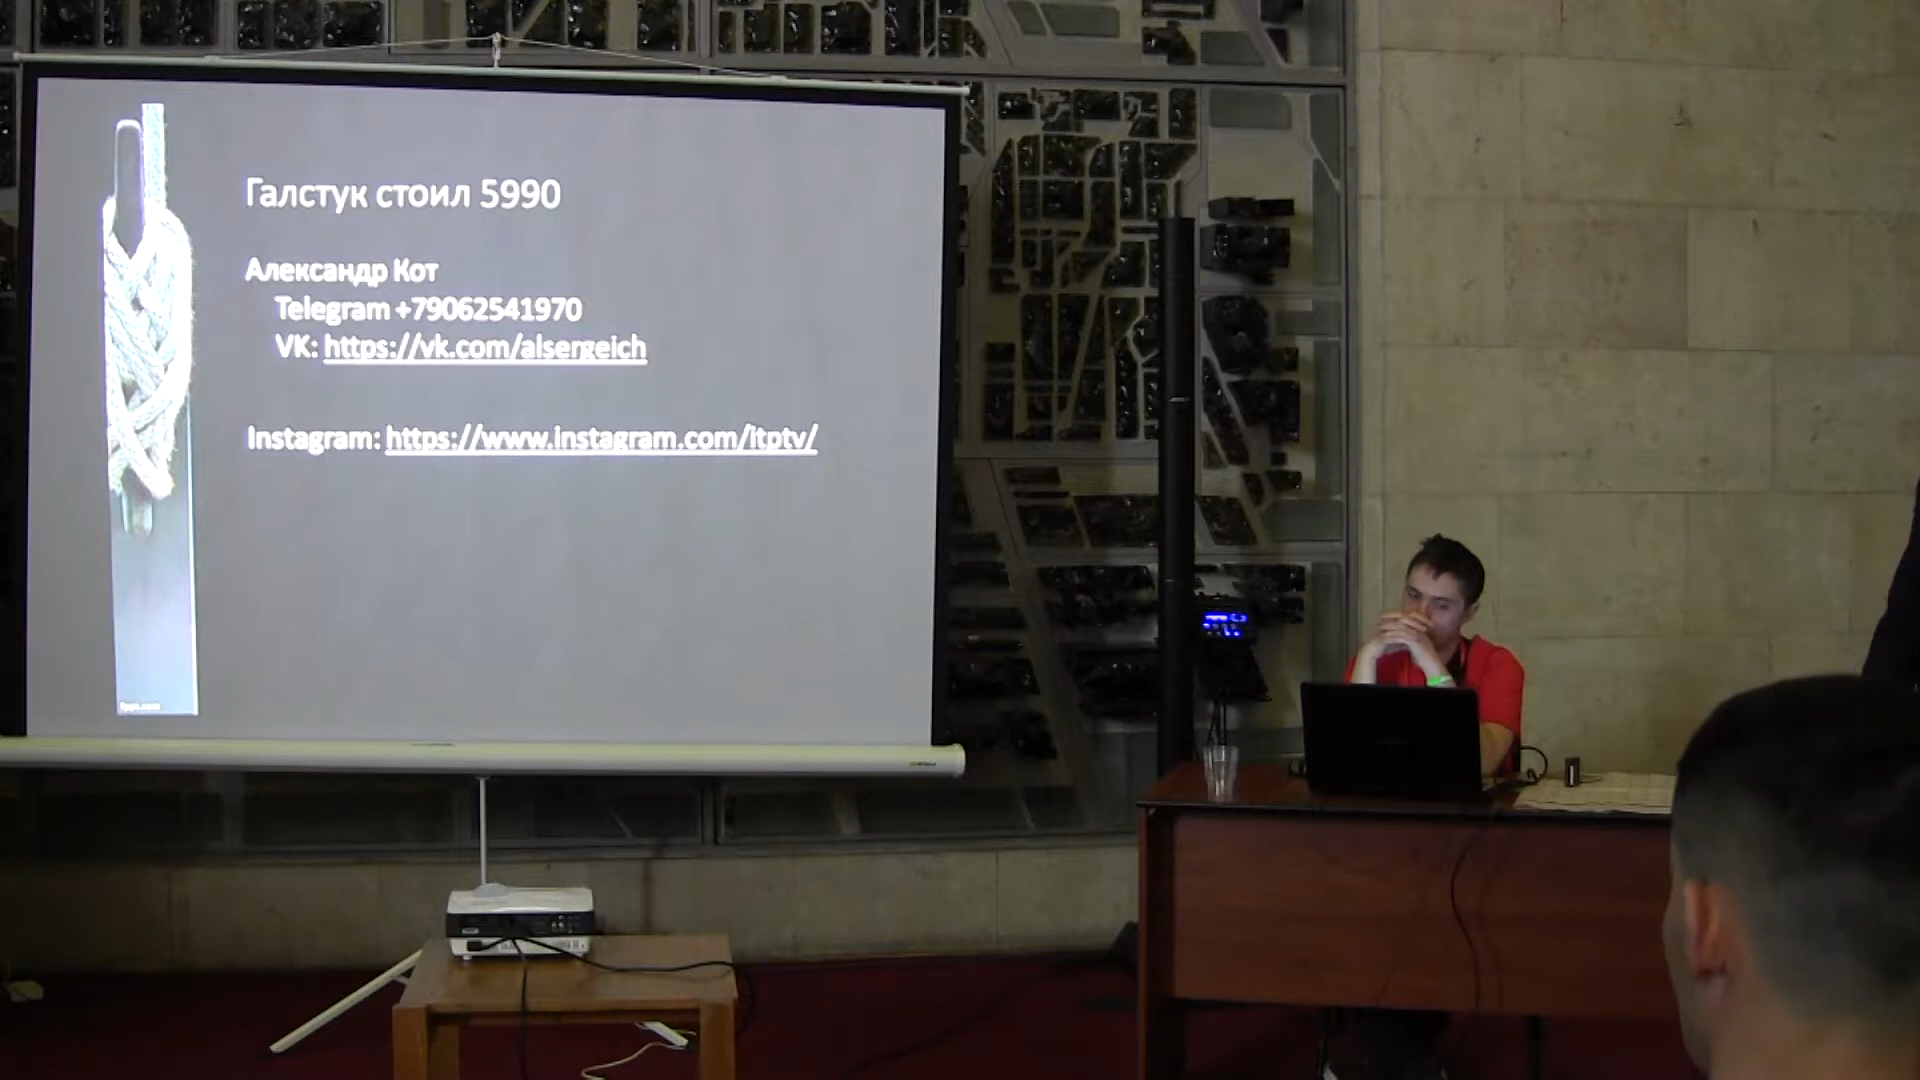 Галстук стоил 5990
Александр Кот
Telegram +79062541970
VK: https://vk.com/alsergeich
Instagram: https://www.instagram.com/itptv/